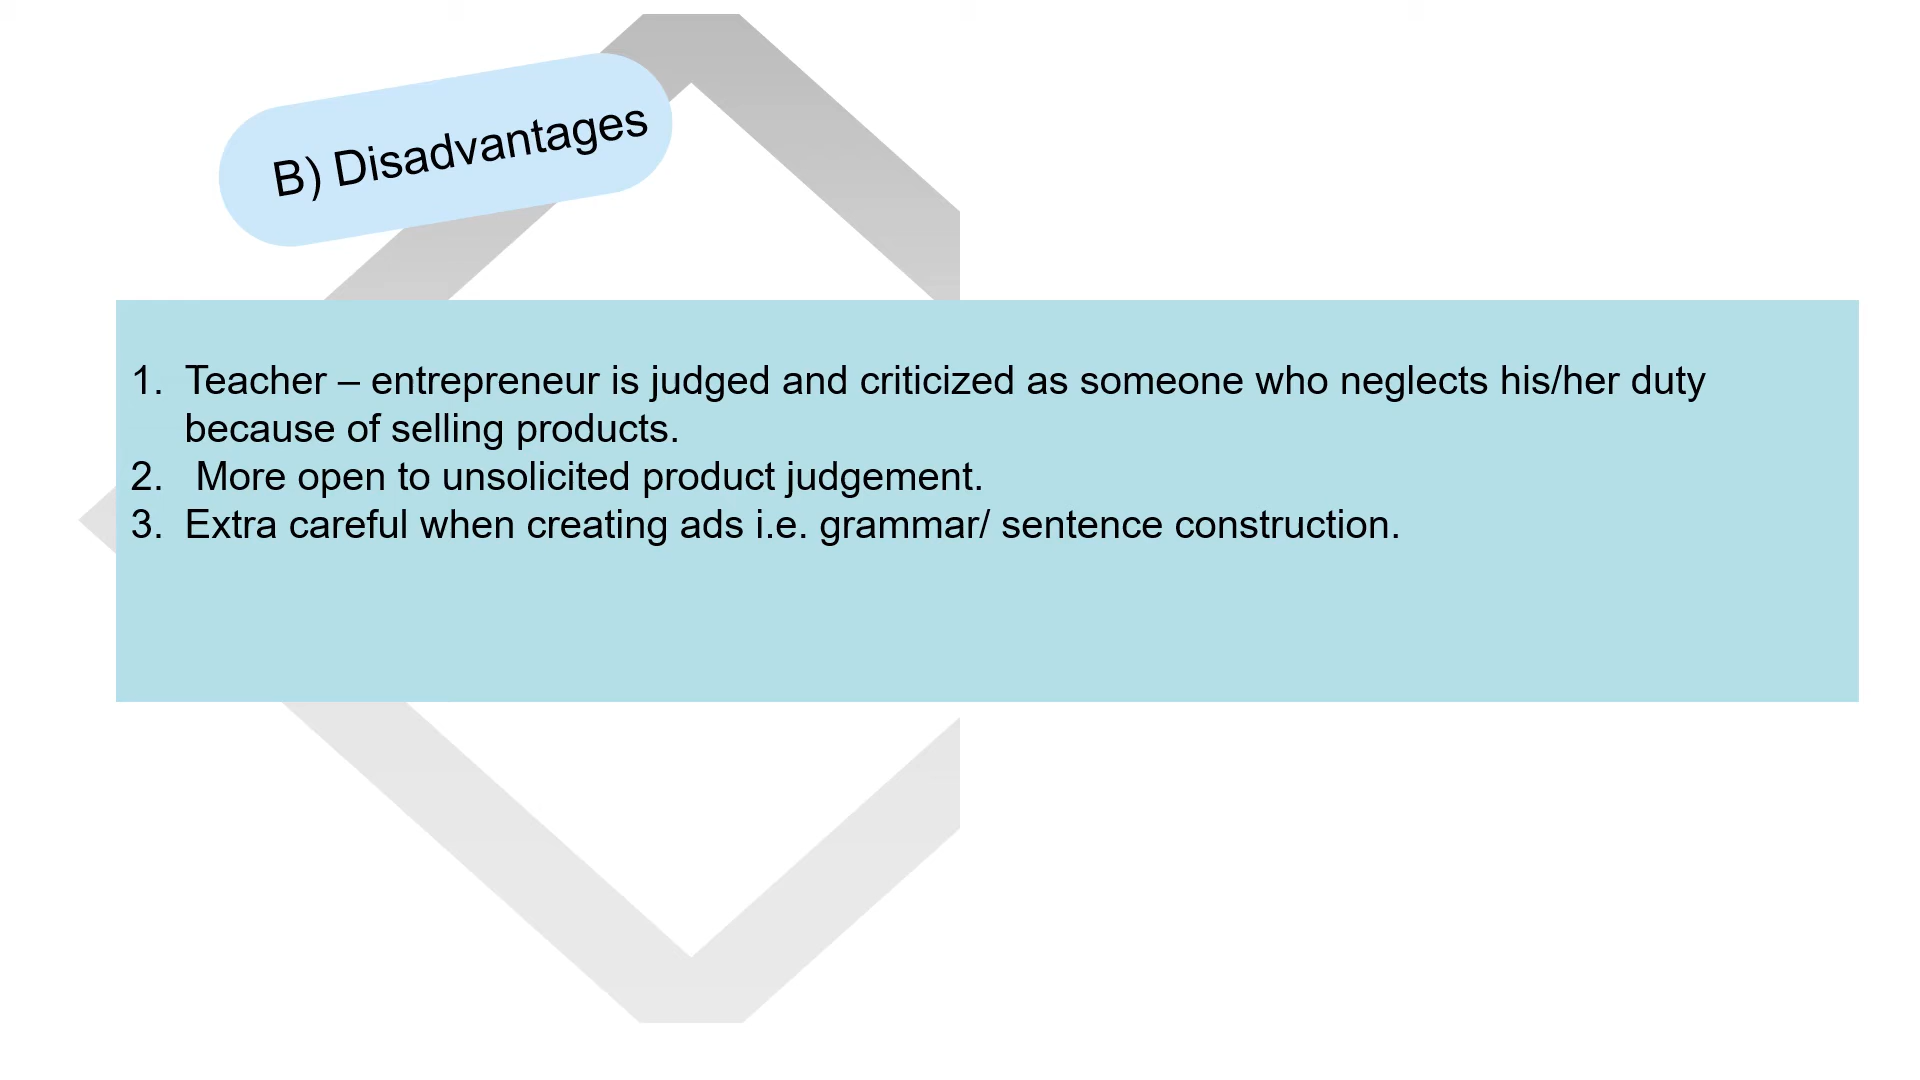 B) Disadvantages
1. Teacher – entrepreneur is judged and criticized as someone who neglects his/her duty
because of selling products.
2. More open to unsolicited product judgement.
3. Extra careful when creating ads i.e. grammar/ sentence construction.